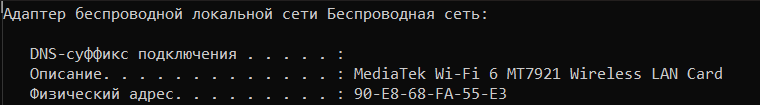 Адаптер беспроводной локальной сети Беспроводная сеть:
DNS-суффикс подключения . . . . . :
Описание. . . . . . . . . . . . . : MediaTek Wi-Fi 6 MT7921 Wireless LAN Card
Физический адрес. . . . . . . . . : 90-E8-68-FA-55-E3